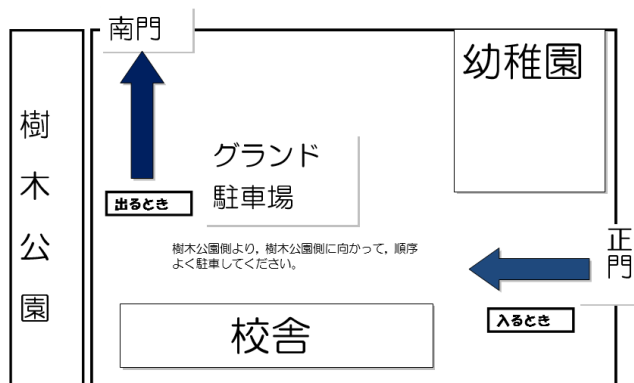 南門
幼稚園
樹木公園
グランド
駐車場
出るとき
樹木公園側より，樹木公園側に向かって，順序
よく駐車してください。
正門
入るとき
校舎